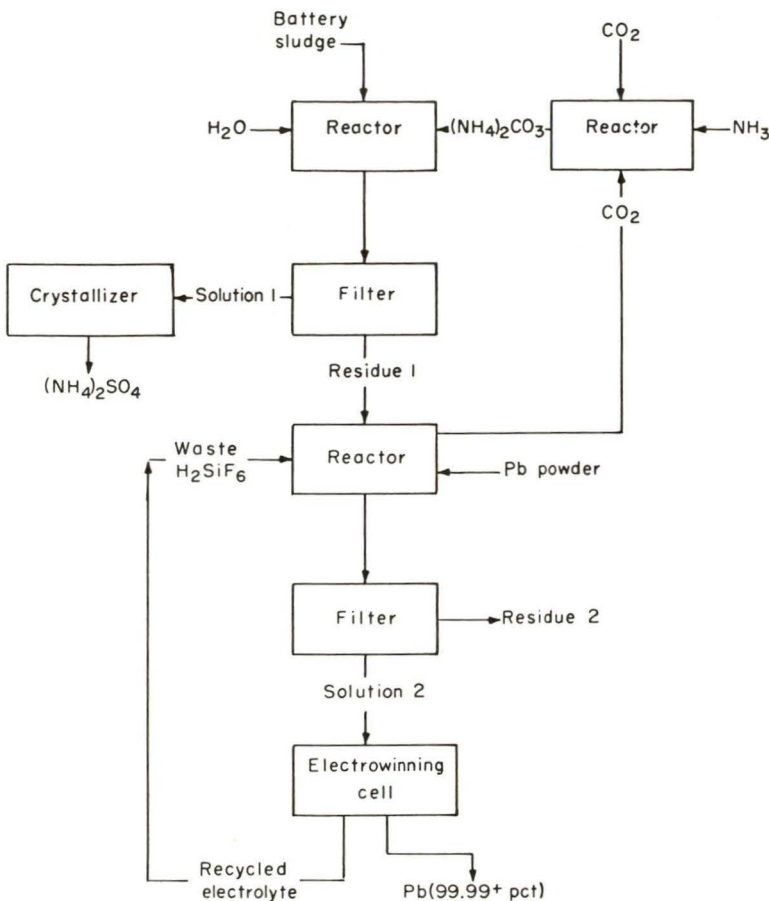 Battery
sludge
CO₂
H₂O
Reactor
(NH₄)₂CO₃
Reactor
NH₃
CO₂
Crystallizer
Solution 1
Filter
(NH₄)₂SO₄
Residue 1
Waste
H₂SiF₆
Reactor
Pb powder
Filter
Residue 2
Solution 2
Electrowinning
cell
Recycled
electrolyte
Pb(99.99+ pct)